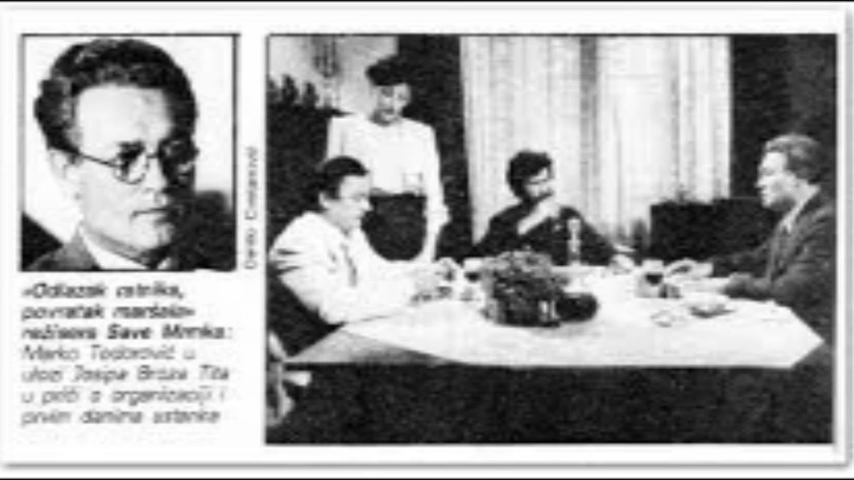 »Odlazak ratnika,
povratak maršala«
režisera Save Mrmka:
Marko Todorović u
ulozi Josipa Broza Tita
u priči o organizaciji i
prvim danima ustanka